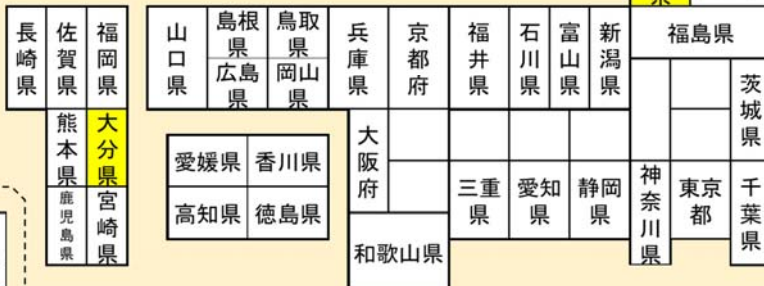 長崎県
佐賀県
福岡県
山口県
島根県
鳥取県
広島県
岡山県
兵庫県
京都府
福井県
石川県
富山県
新潟県
福島県
茨城県
熊本県
大分県
鹿児島県
宮崎県
愛媛県
香川県
高知県
徳島県
大阪府
和歌山県
三重県
愛知県
静岡県
神奈川県
東京都
千葉県